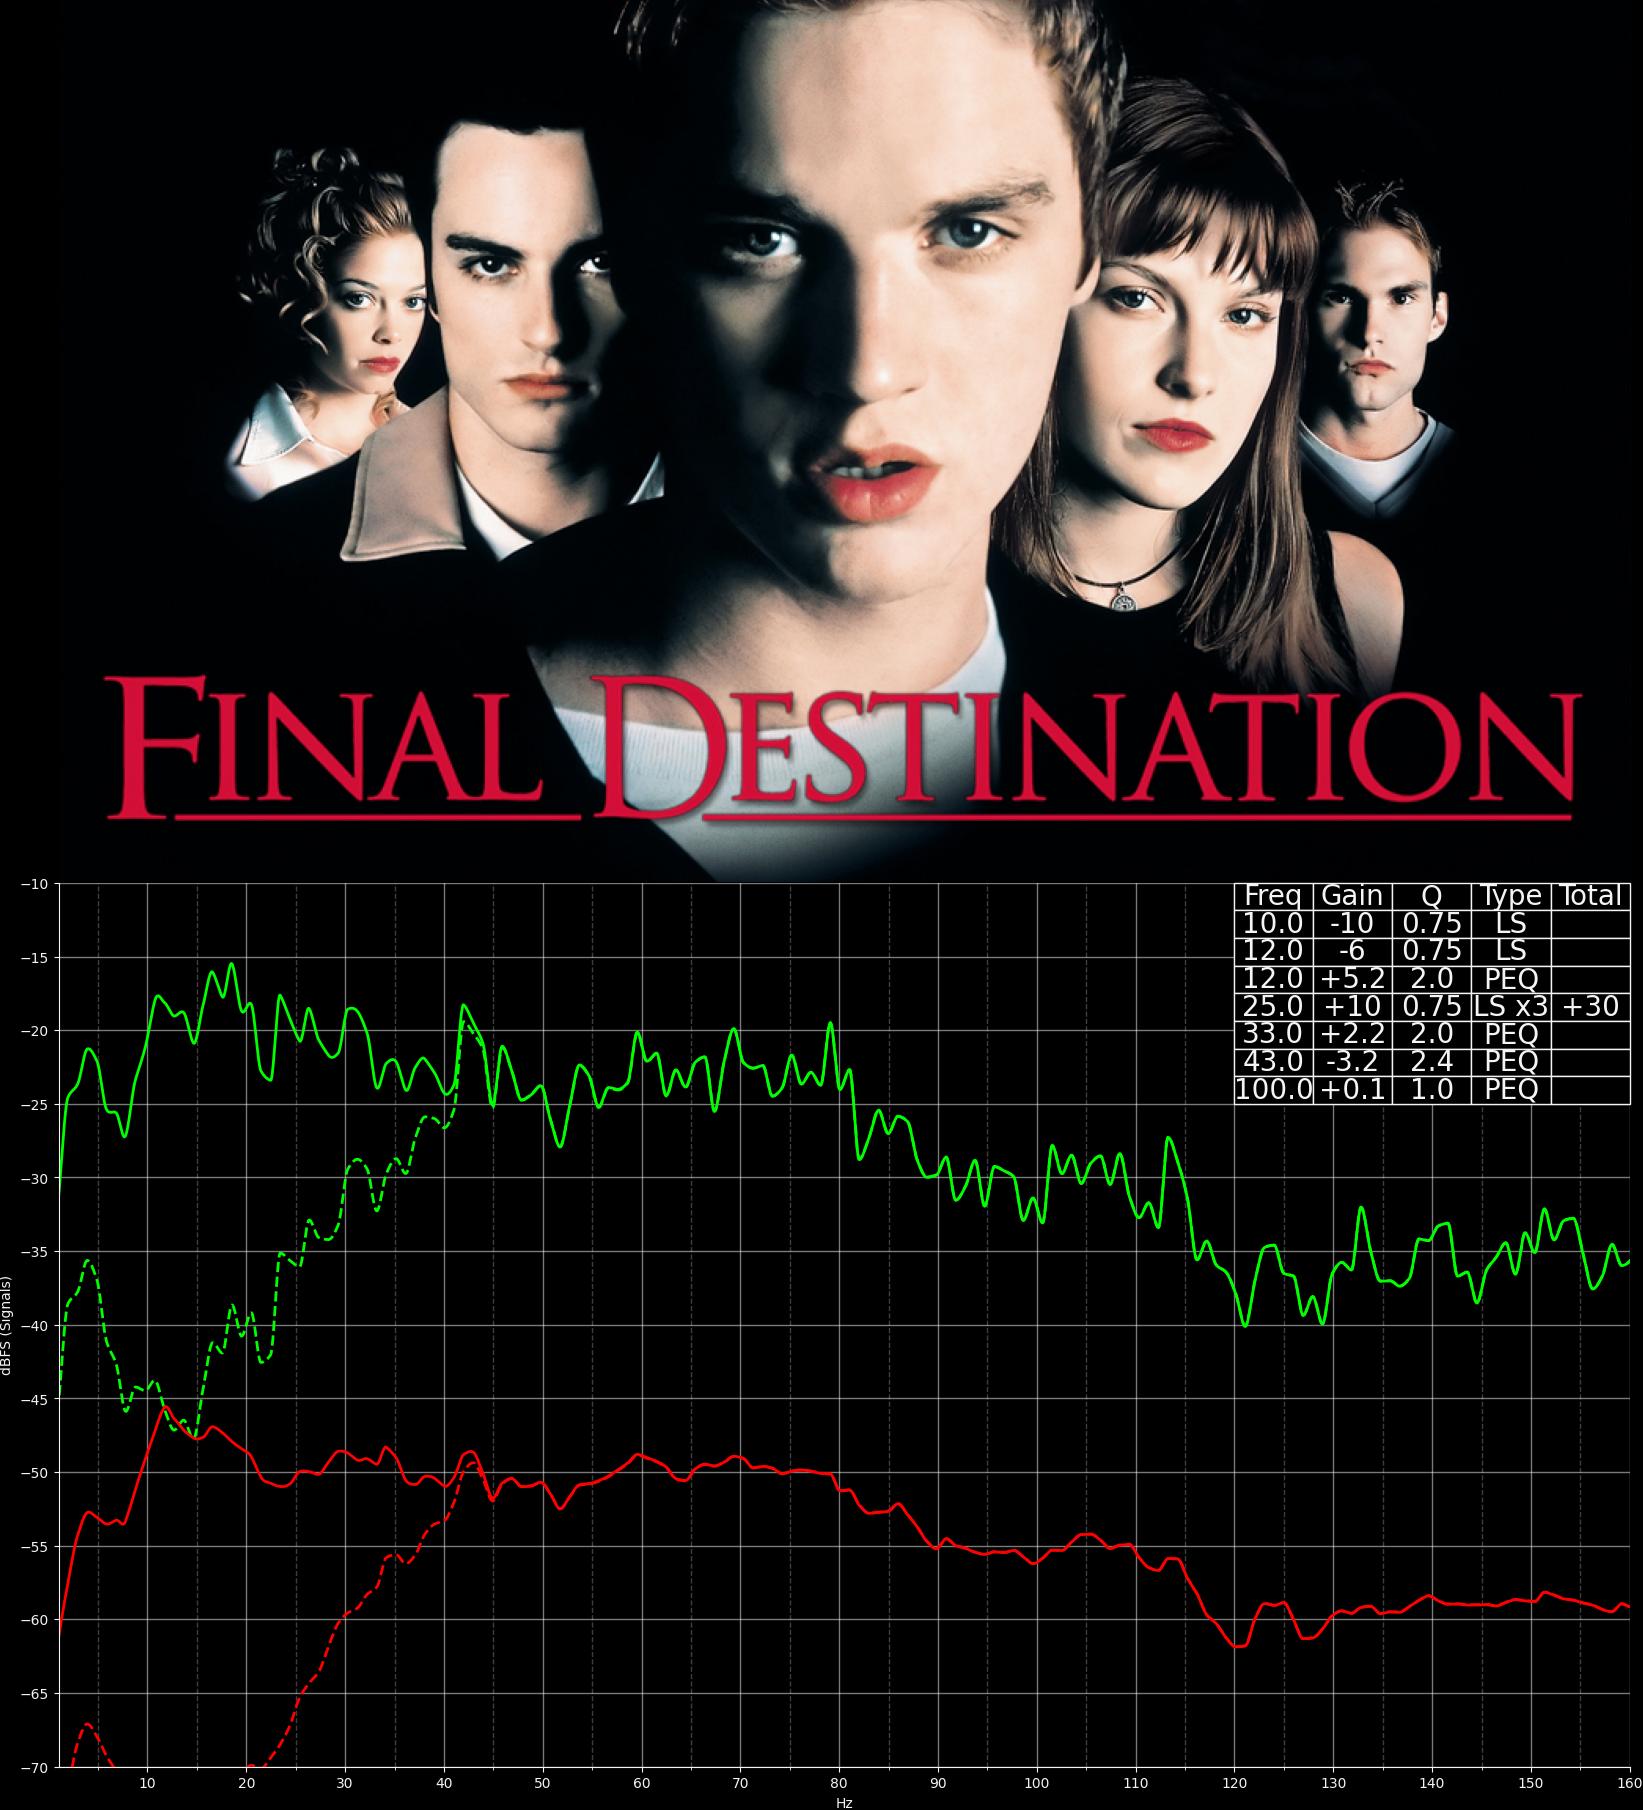 FINAL DESTINATION
Freq Gain Q Type Total
10.0 -10 0.75 LS
12.0 -6 0.75 LS
12.0 +5.2 2.0 PEQ
25.0 +10 0.75 LS x3 +30
33.0 +2.2 2.0 PEQ
43.0 -3.2 2.4 PEQ
100.0 +0.1 1.0 PEQ
−10
−15
−20
−25
−30
−35
−40
−45
−50
−55
−60
−65
−70
dBFS (Signals)
10 20 30 40 50 60 70 80 90 100 110 120 130 140 150 160
Hz